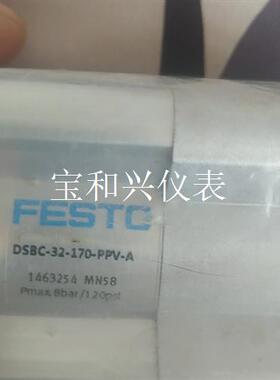 宝和兴仪表
FESTO
DSBC-32-170-PPV-A
1463254 MN58
Pmax.8bar/120psi